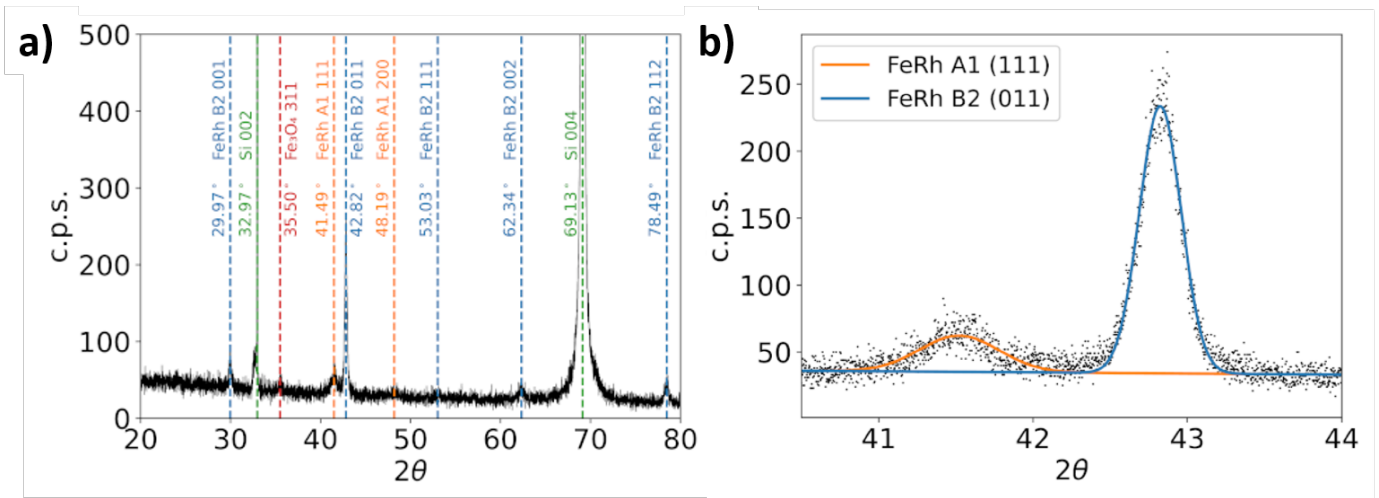 a)
500
400
300
200
100
0
c.p.s.
20
30
40
50
60
70
80
2θ
29.97° FeRh B2 001
32.97° Si 002
35.50° Fe₃O₄ 311
41.49° FeRh A1 111
42.82° FeRh B2 011
48.19° FeRh A1 200
53.03° FeRh B2 111
62.34° FeRh B2 002
69.13° Si 004
78.49° FeRh B2 112
b)
FeRh A1 (111)
FeRh B2 (011)
250
200
150
100
50
c.p.s.
41
42
43
44
2θ